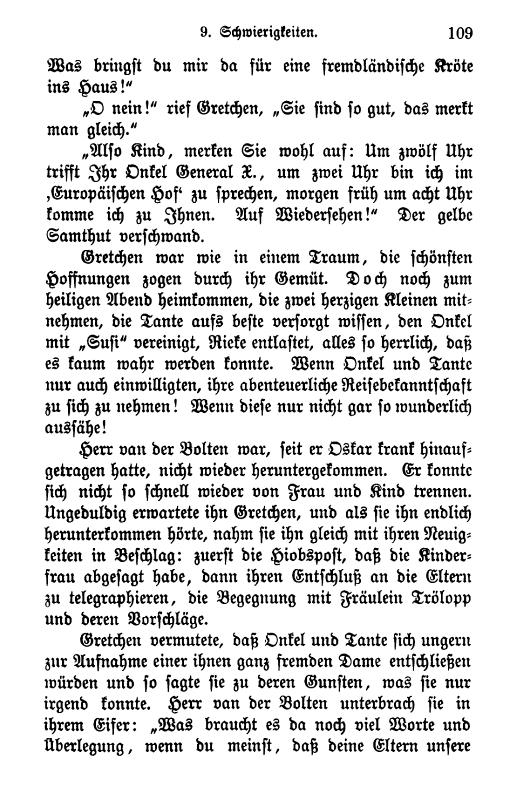 9. Schwierigkeiten. 109
Was bringst du mir da für eine fremdländische Kröte
ins Haus!“
„O nein!“ rief Gretchen, „Sie sind so gut, das merkt
man gleich.“
„Also Kind, merken Sie wohl auf: Um zwölf Uhr
trifft Ihr Onkel General X., um zwei Uhr bin ich im
‚Europäischen Hof‘ zu sprechen, morgen früh um acht Uhr
komme ich zu Ihnen. Auf Wiedersehen!“ Der gelbe
Samthut verschwand.
Gretchen war wie in einem Traum, die schönsten
Hoffnungen zogen durch ihr Gemüt. Doch noch zum
heiligen Abend heimkommen, die zwei herzigen Kleinen mit-
nehmen, die Tante aufs beste versorgt wissen, den Onkel
mit „Susi“ vereinigt, Rieke entlastet, alles so herrlich, daß
es kaum wahr werden konnte. Wenn Onkel und Tante
nur auch einwilligten, ihre abenteuerliche Reisebekanntschaft
zu sich zu nehmen! Wenn diese nur nicht gar so wunderlich
aussähe!
Herr van der Bolten war, seit er Oskar krank hinauf-
getragen hatte, nicht wieder heruntergekommen. Er konnte
sich nicht so schnell wieder von Frau und Kind trennen.
Ungeduldig erwartete ihn Gretchen, und als sie ihn endlich
herunterkommen hörte, nahm sie ihn gleich mit ihren Neuig-
keiten in Beschlag: zuerst die Hiobspost, daß die Kinder-
frau abgesagt habe, dann ihren Entschluß an die Eltern
zu telegraphieren, die Begegnung mit Fräulein Trölopp
und deren Vorschläge.
Gretchen vermutete, daß Onkel und Tante sich ungern
zur Aufnahme einer ihnen ganz fremden Dame entschließen
würden und so sagte sie zu deren Gunsten, was sie nur
irgend konnte. Herr van der Bolten unterbrach sie in
ihrem Eifer: „Was braucht es da noch viel Worte und
Überlegung, wenn du meinst, daß deine Eltern unsere